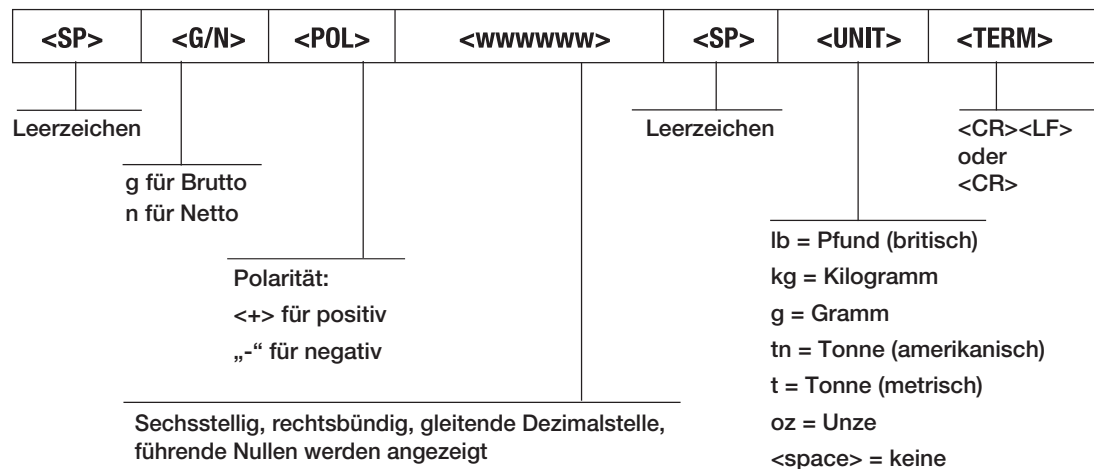 <SP> <G/N> <POL> <wwwwww> <SP> <UNIT> <TERM>
Leerzeichen
g für Brutto
n für Netto
Polarität:
<+> für positiv
„-“ für negativ
Sechsstellig, rechtsbündig, gleitende Dezimalstelle,
führende Nullen werden angezeigt
Leerzeichen
lb = Pfund (britisch)
kg = Kilogramm
g = Gramm
tn = Tonne (amerikanisch)
t = Tonne (metrisch)
oz = Unze
<space> = keine
<CR><LF>
oder
<CR>